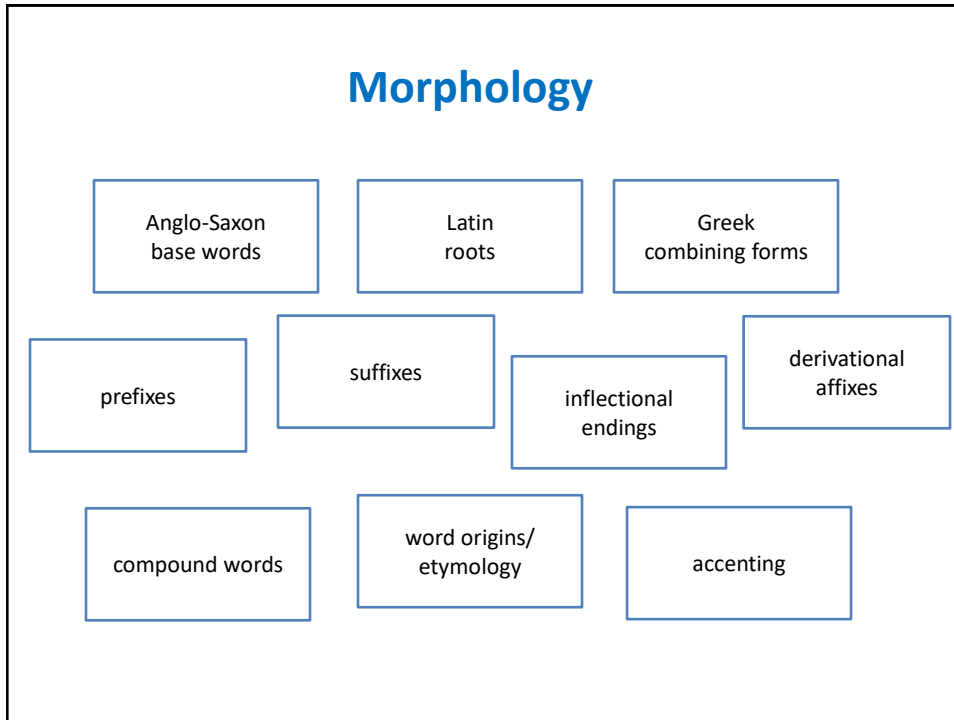 Morphology
Anglo-Saxon
base words
Latin
roots
Greek
combining forms
prefixes
suffixes
inflectional
endings
derivational
affixes
compound words
word origins/
etymology
accenting